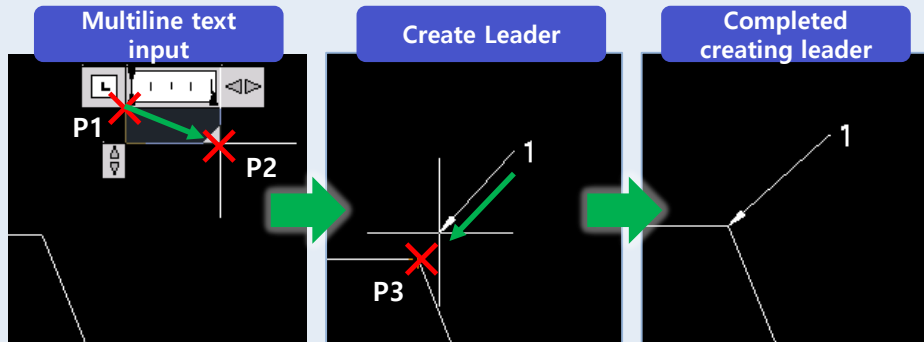 Multiline text
input
Create Leader
Completed
creating leader
L
P1
P2
1
P3
1